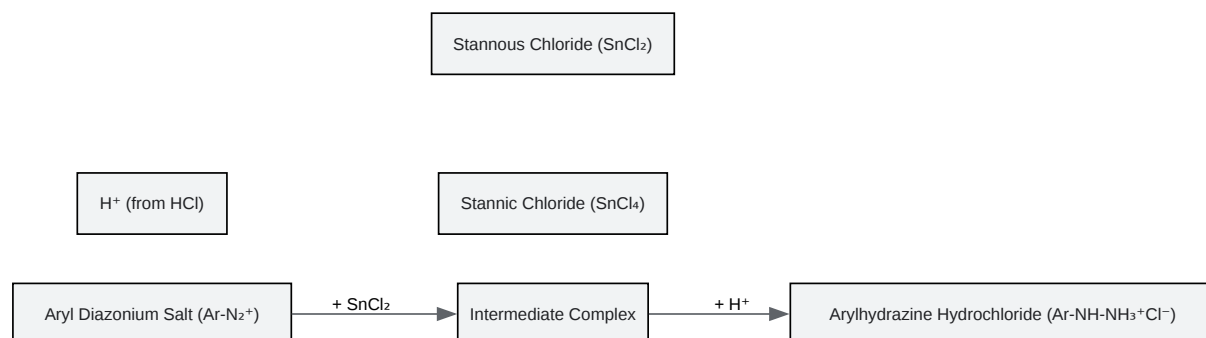 Stannous Chloride (SnCl₂)
H⁺ (from HCl)
Stannic Chloride (SnCl₄)
Aryl Diazonium Salt (Ar-N₂⁺)
+ SnCl₂
Intermediate Complex
+ H⁺
Arylhydrazine Hydrochloride (Ar-NH-NH₃⁺Cl⁻)